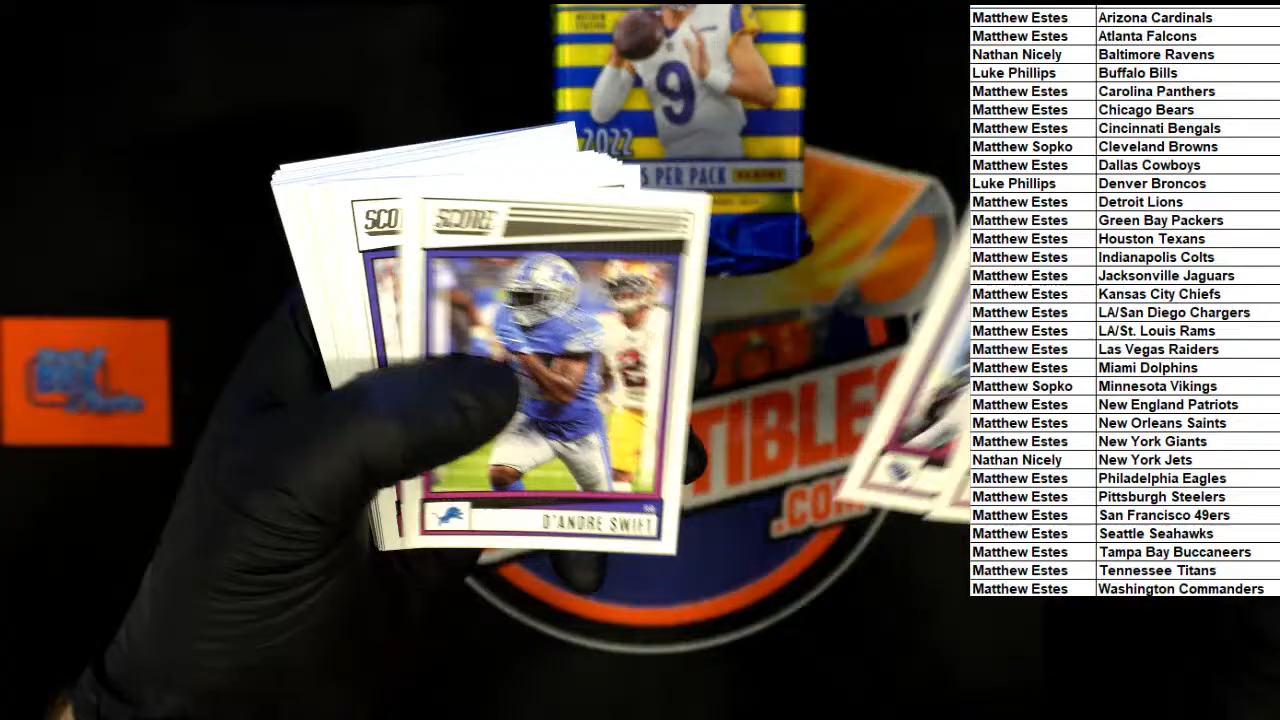 Matthew Estes Arizona Cardinals
Matthew Estes Atlanta Falcons
Nathan Nicely Baltimore Ravens
Luke Phillips Buffalo Bills
Matthew Estes Carolina Panthers
Matthew Estes Chicago Bears
Matthew Estes Cincinnati Bengals
Matthew Sopko Cleveland Browns
Matthew Estes Dallas Cowboys
Luke Phillips Denver Broncos
Matthew Estes Detroit Lions
Matthew Estes Green Bay Packers
Matthew Estes Houston Texans
Matthew Estes Indianapolis Colts
Matthew Estes Jacksonville Jaguars
Matthew Estes Kansas City Chiefs
Matthew Estes LA/San Diego Chargers
Matthew Estes LA/St. Louis Rams
Matthew Estes Las Vegas Raiders
Matthew Estes Miami Dolphins
Matthew Sopko Minnesota Vikings
Matthew Estes New England Patriots
Matthew Estes New Orleans Saints
Matthew Estes New York Giants
Nathan Nicely New York Jets
Matthew Estes Philadelphia Eagles
Matthew Estes Pittsburgh Steelers
Matthew Estes San Francisco 49ers
Matthew Estes Seattle Seahawks
Matthew Estes Tampa Bay Buccaneers
Matthew Estes Tennessee Titans
Matthew Estes Washington Commanders
9
2022
S PER PACK PANINI
SCO
SCORE
D'ANDRE SWIFT
TIBLES
.COM